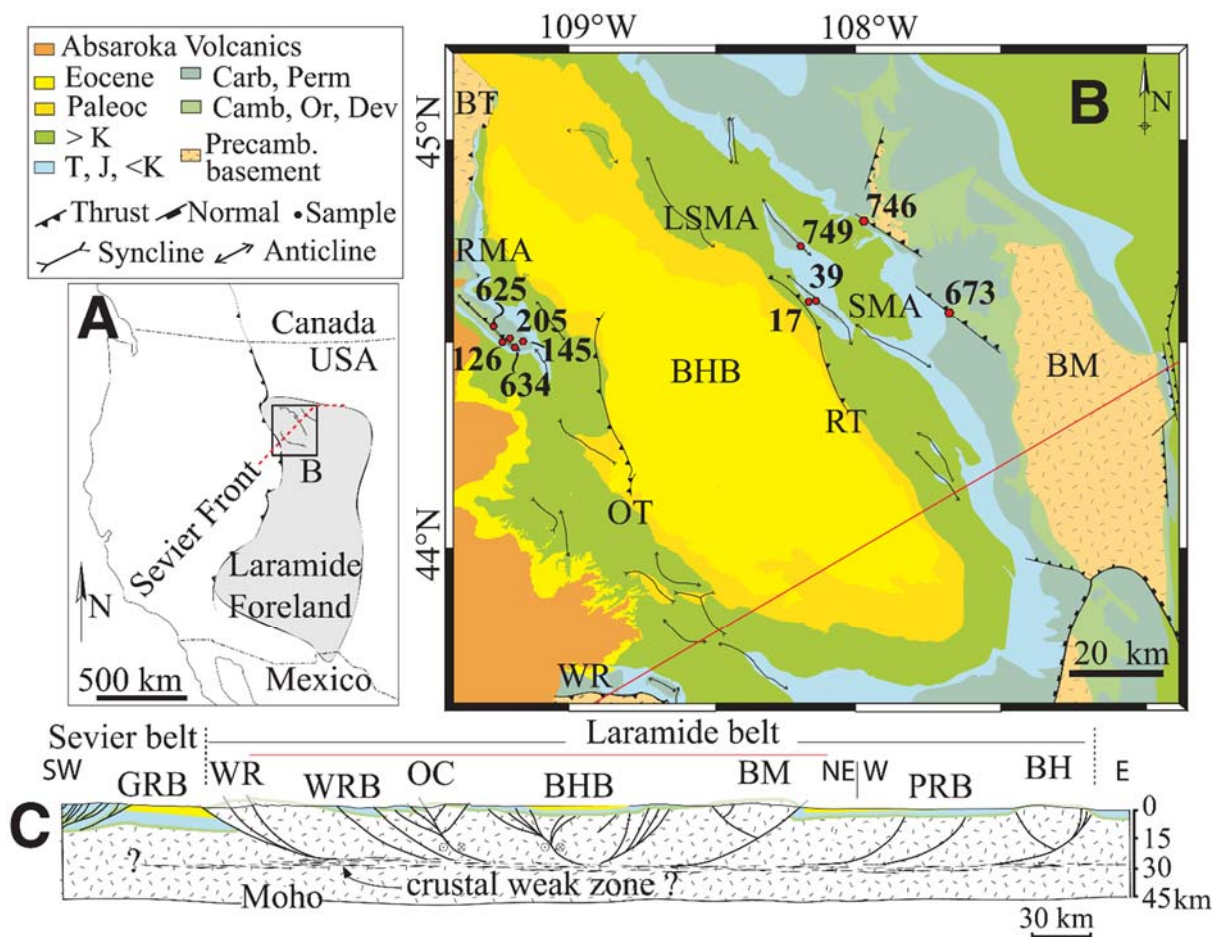 Absaroka Volcanics
Eocene
Carb, Perm
Paleoc
Camb, Or, Dev
> K
Precamb.
basement
T, J, <K
Thrust
Normal
Sample
Syncline
Anticline
A
Canada
USA
B
Sevier Front
Laramide
Foreland
N
500 km
Mexico
109°W
108°W
45°N
44°N
B
N
BT
LSMA
746
749
RMA
39
SMA
673
625
205
17
126
145
634
BHB
BM
RT
OT
WR
20 km
Sevier belt
Laramide belt
SW
GRB
WR
WRB
OC
BHB
BM
NE
W
PRB
BH
E
C
0
15
30
45 km
?
crustal weak zone ?
Moho
30 km